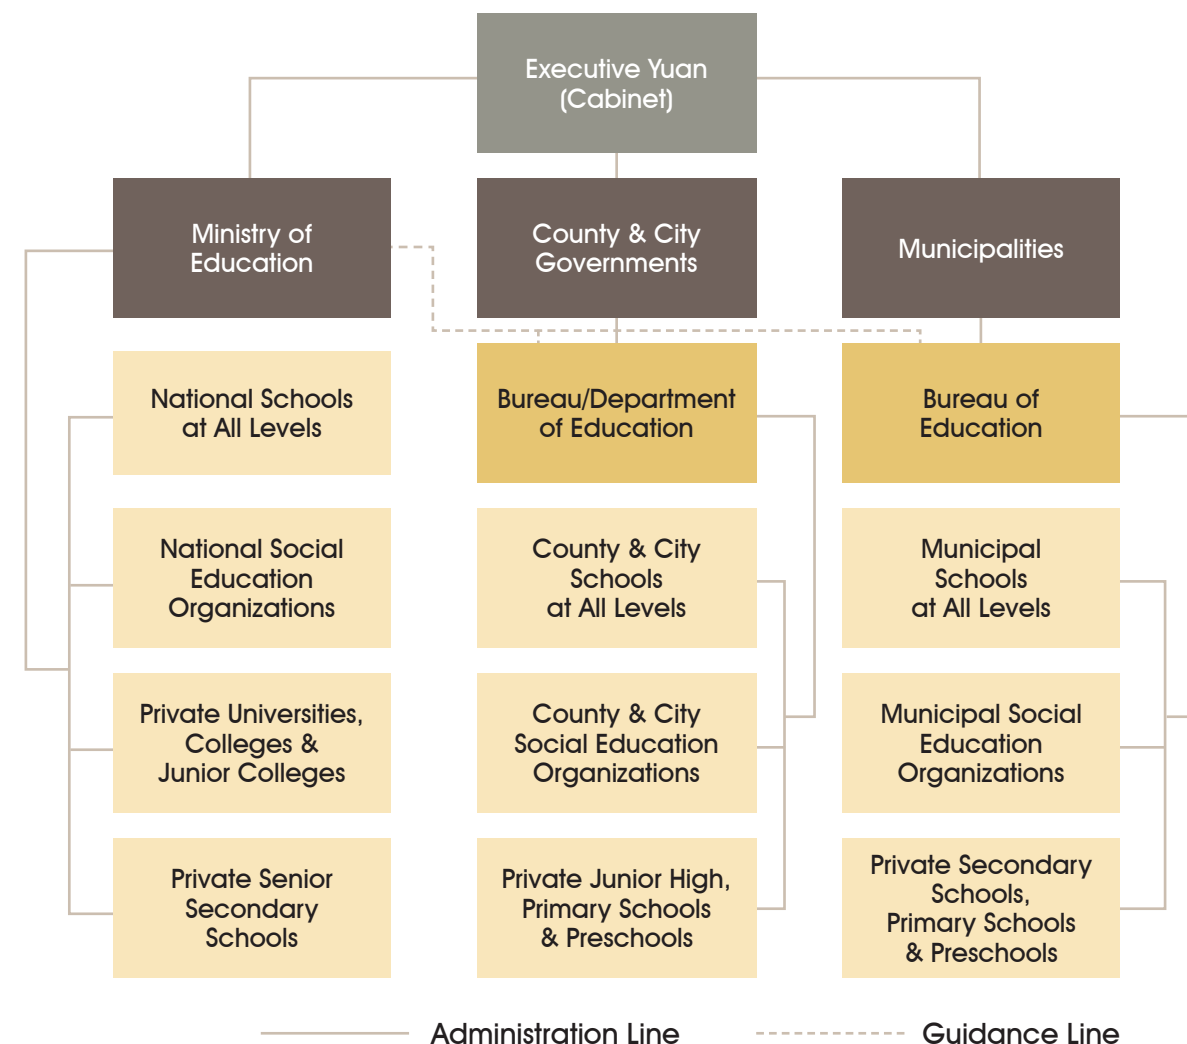 Executive Yuan
(Cabinet)
Ministry of
Education
County & City
Governments
Municipalities
National Schools
at All Levels
Bureau/Department
of Education
Bureau of
Education
National Social
Education
Organizations
County & City
Schools
at All Levels
Municipal
Schools
at All Levels
Private Universities,
Colleges &
Junior Colleges
County & City
Social Education
Organizations
Municipal Social
Education
Organizations
Private Senior
Secondary
Schools
Private Junior High,
Primary Schools
& Preschools
Private Secondary
Schools,
Primary Schools
& Preschools
Administration Line
Guidance Line